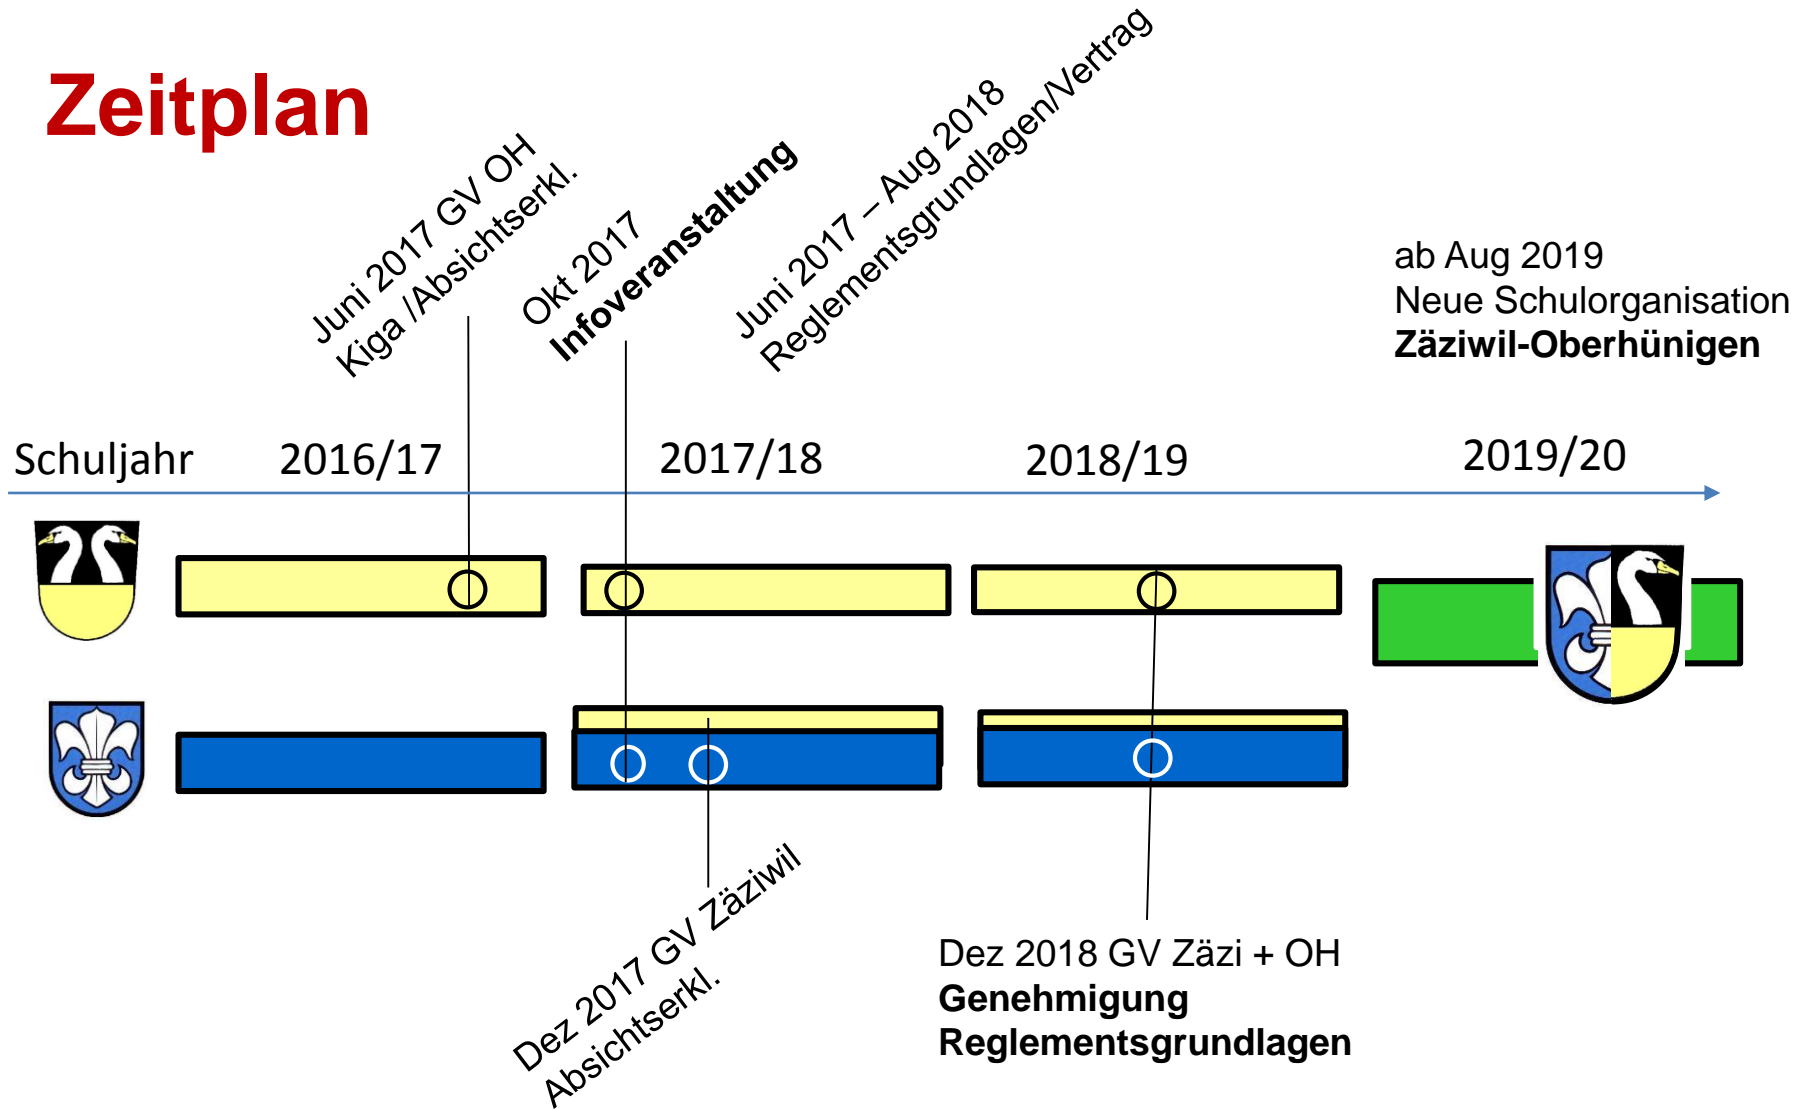 Zeitplan
Juni 2017 GV OH
Kiga /Absichtserkl.
Okt 2017
Infoveranstaltung
Juni 2017 – Aug 2018
Reglementsgrundlagen/Vertrag
ab Aug 2019
Neue Schulorganisation
Zäziwil-Oberhünigen
Schuljahr 2016/17 2017/18 2018/19 2019/20
Dez 2017 GV Zäziwil
Absichtserkl.
Dez 2018 GV Zäzi + OH
Genehmigung
Reglementsgrundlagen